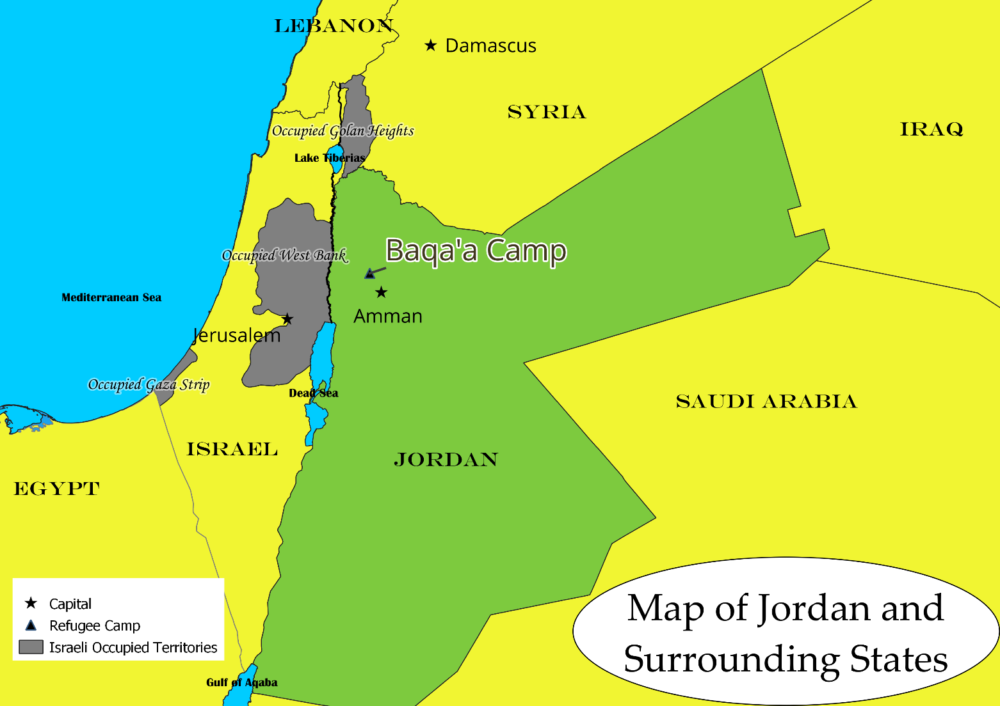 LEBANON
Damascus
SYRIA
IRAQ
Occupied Golan Heights
Lake Tiberias
Baqa'a Camp
Occupied West Bank
Mediterranean Sea
Amman
Jerusalem
Occupied Gaza Strip
Dead Sea
SAUDI ARABIA
ISRAEL
JORDAN
EGYPT
Capital
Refugee Camp
Israeli Occupied Territories
Map of Jordan and
Surrounding States
Gulf of Aqaba